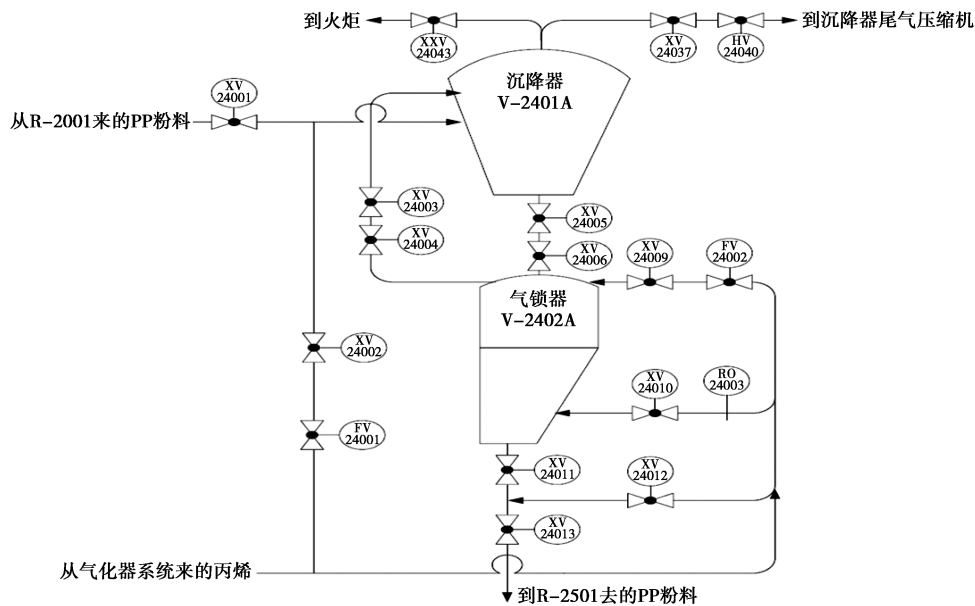 到火炬
XXV
24043
XV
24037
HV
24040
到沉降器尾气压缩机
沉降器
V-2401A
XV
24001
从R-2001来的PP粉料
XV
24003
XV
24004
XV
24005
XV
24006
XV
24009
FV
24002
气锁器
V-2402A
XV
24002
XV
24010
RO
24003
FV
24001
XV
24011
XV
24012
XV
24013
从气化器系统来的丙烯
到R-2501去的PP粉料